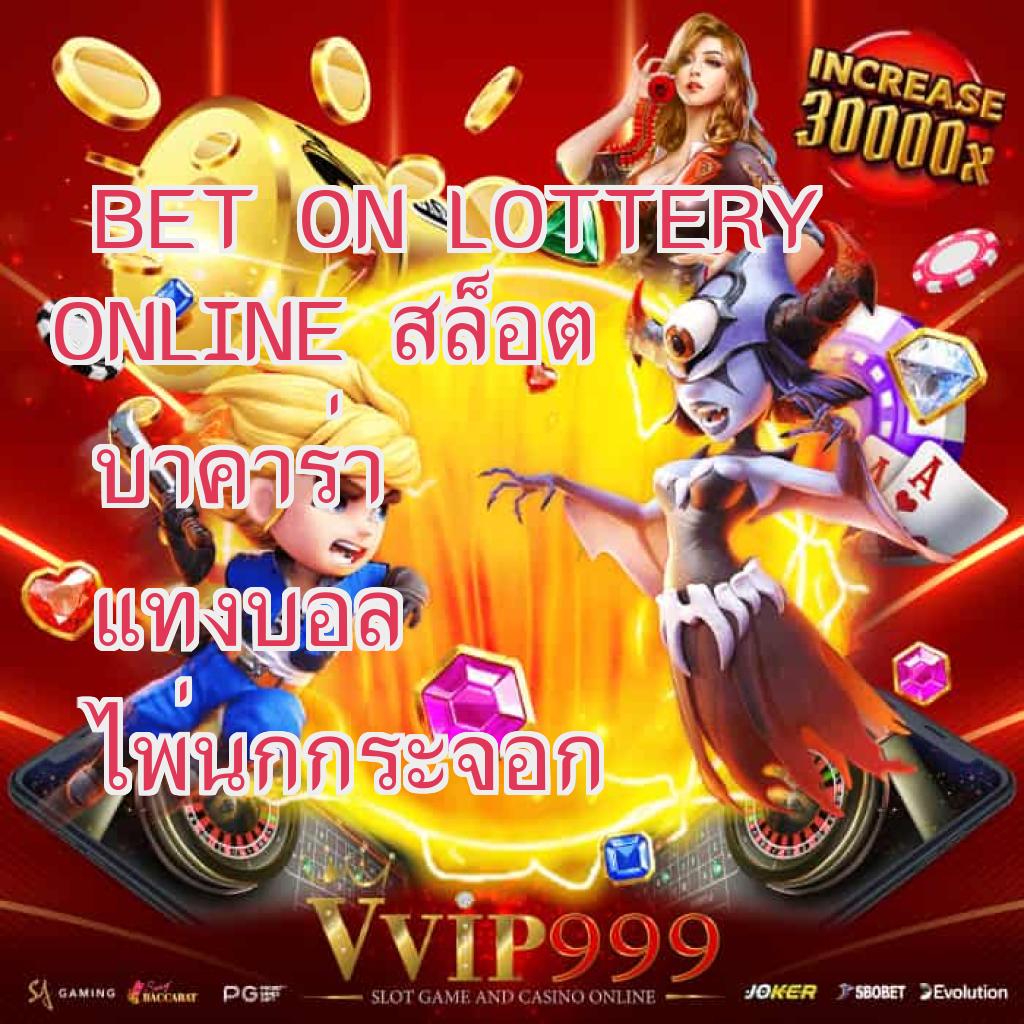 INCREASE
30000x
BET ON LOTTERY
ONLINE สล็อต
บาคาร่า
แทงบอล
ไพ่นกกระจอก
A
A
VVIP999
SLOT GAME AND CASINO ONLINE
SA GAMING
Sexy BACCARAT
PG
JOKER
SBOBET
Evolution